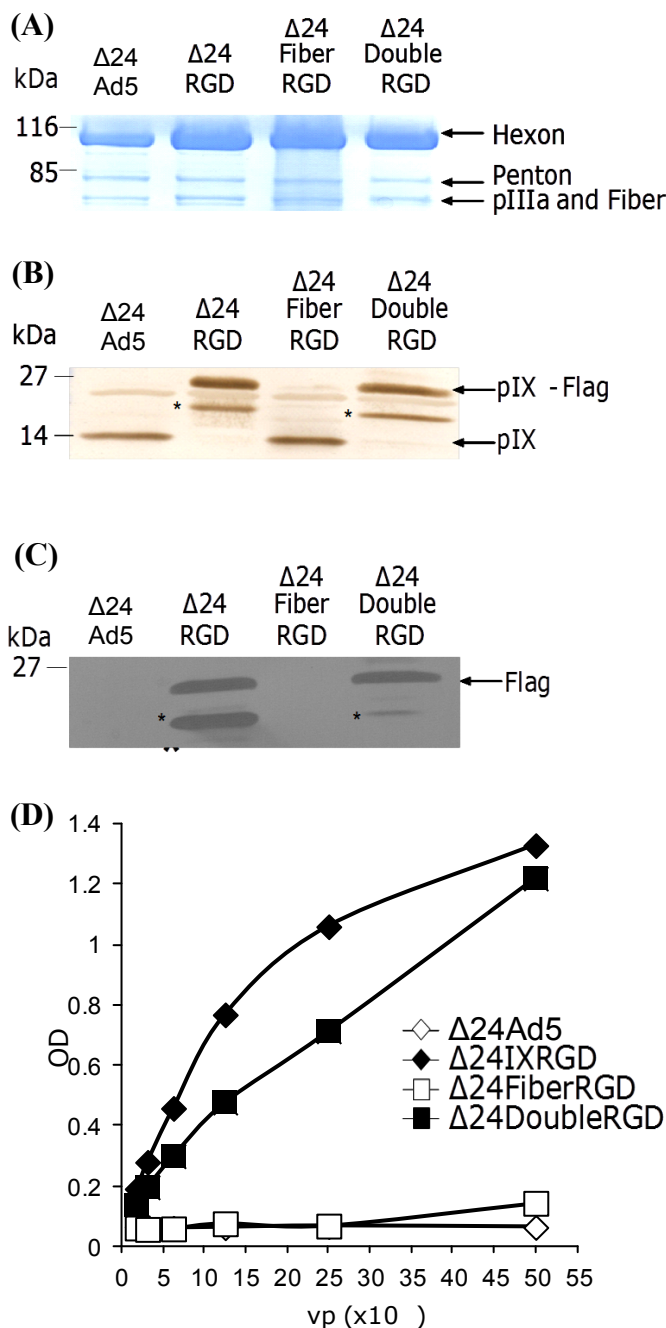 (A)
kDa
Δ24 Ad5
Δ24 RGD
Δ24 Fiber RGD
Δ24 Double RGD
116
85
Hexon
Penton
pIIIa and Fiber
(B)
kDa
Δ24 Ad5
Δ24 RGD
Δ24 Fiber RGD
Δ24 Double RGD
27
14
*
*
pIX - Flag
pIX
(C)
kDa
Δ24 Ad5
Δ24 RGD
Δ24 Fiber RGD
Δ24 Double RGD
27
*
*
Flag
(D)
1.4
1.2
1
0.8
0.6
0.4
0.2
0
OD
Δ24Ad5
Δ24IXRGD
Δ24FiberRGD
Δ24DoubleRGD
0 5 10 15 20 25 30 35 40 45 50 55
vp (x10 )